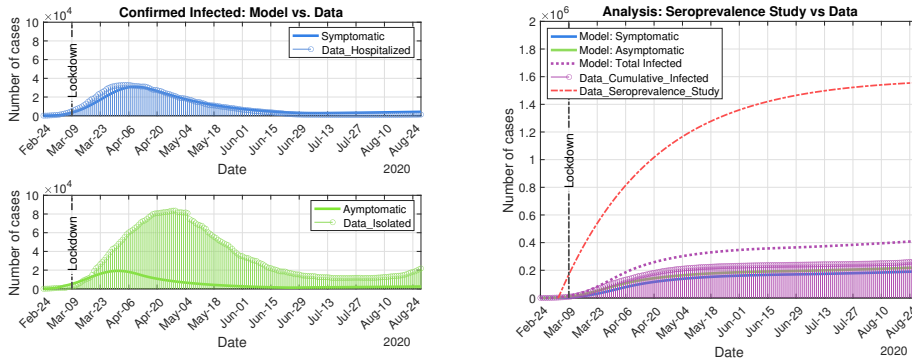 Confirmed Infected: Model vs. Data
×10^4
Number of cases
10
8
6
4
2
0
Lockdown
Symptomatic
Data_Hospitalized
Feb-24
Mar-09
Mar-23
Apr-06
Apr-20
May-04
May-18
Jun-01
Jun-15
Jun-29
Jul-13
Jul-27
Aug-10
Aug-24
Date
2020
×10^4
Number of cases
10
8
6
4
2
0
Lockdown
Aymptomatic
Data_Isolated
Feb-24
Mar-09
Mar-23
Apr-06
Apr-20
May-04
May-18
Jun-01
Jun-15
Jun-29
Jul-13
Jul-27
Aug-10
Aug-24
Date
2020
Analysis: Seroprevalence Study vs Data
×10^6
Number of cases
2
1.8
1.6
1.4
1.2
1
0.8
0.6
0.4
0.2
0
Lockdown
Model: Symptomatic
Model: Asymptomatic
Model: Total Infected
Data_Cumulative_Infected
Data_Seroprevalence_Study
Feb-24
Mar-09
Mar-23
Apr-06
Apr-20
May-04
May-18
Jun-01
Jun-15
Jun-29
Jul-13
Jul-27
Aug-10
Aug-24
Date
2020